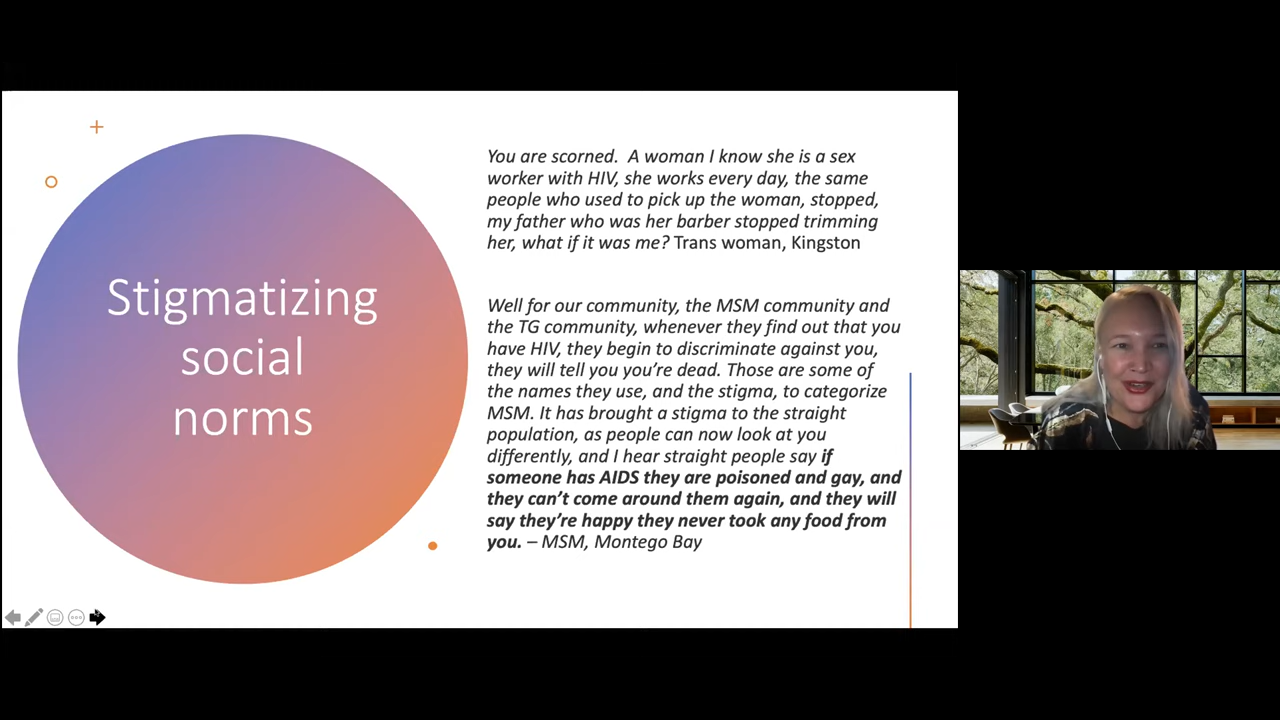 Stigmatizing
social
norms
You are scorned.  A woman I know she is a sex
worker with HIV, she works every day, the same
people who used to pick up the woman, stopped,
my father who was her barber stopped trimming
her, what if it was me? Trans woman, Kingston
Well for our community, the MSM community and
the TG community, whenever they find out that you
have HIV, they begin to discriminate against you,
they will tell you you’re dead. Those are some of
the names they use, and the stigma, to categorize
MSM. It has brought a stigma to the straight
population, as people can now look at you
differently, and I hear straight people say if
someone has AIDS they are poisoned and gay, and
they can’t come around them again, and they will
say they’re happy they never took any food from
you. – MSM, Montego Bay